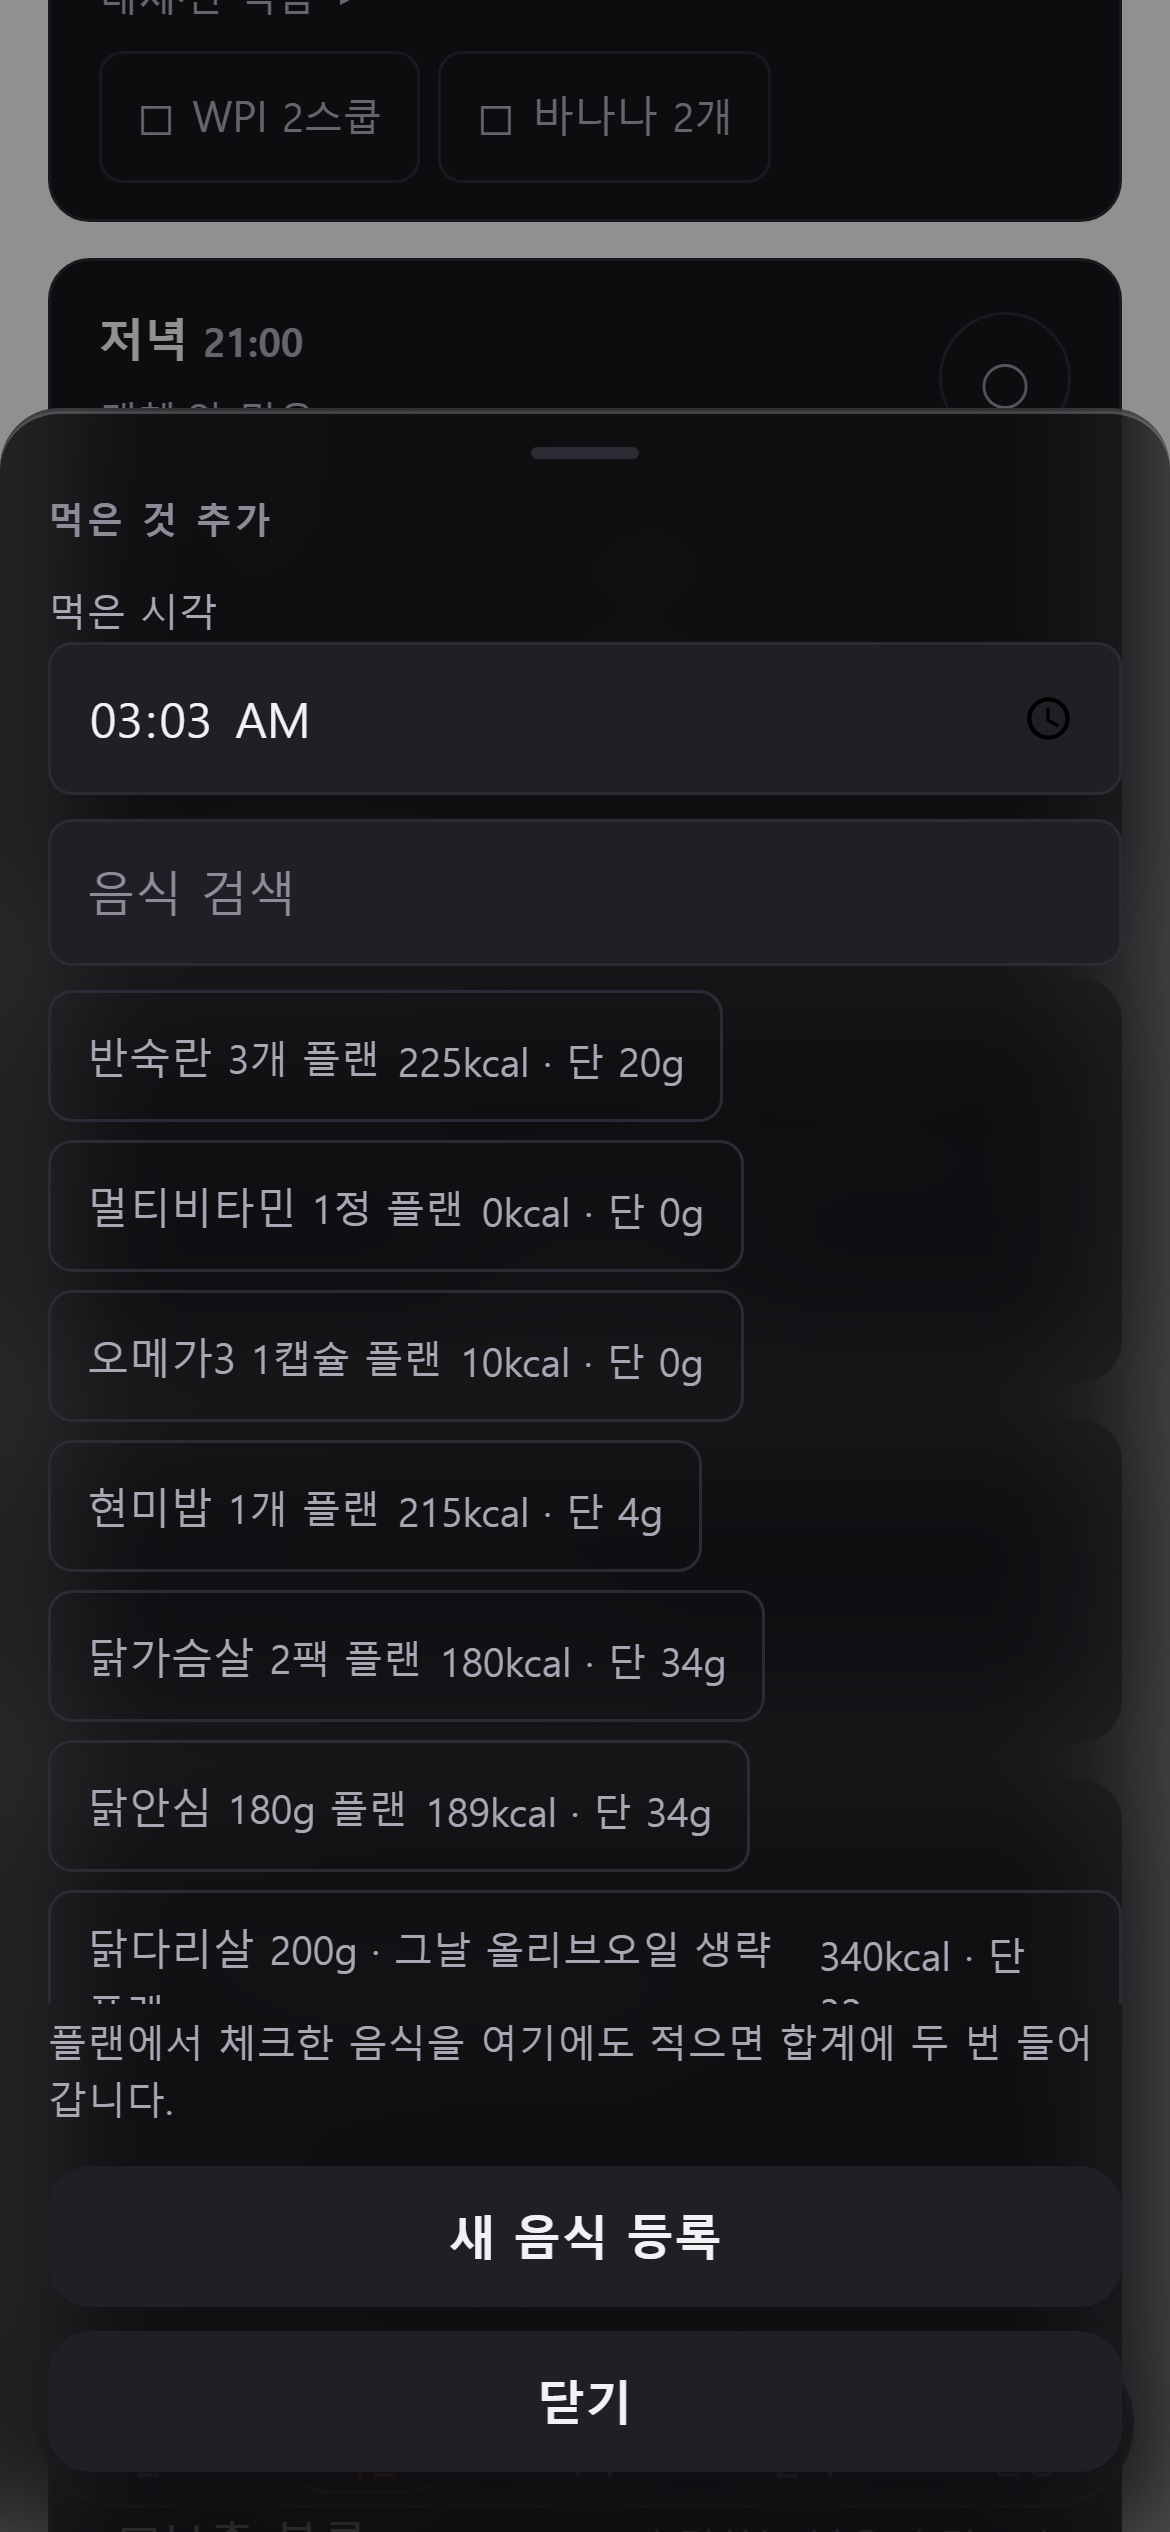 WPI 2스쿱
바나나 2개
저녁 21:00
먹은 것 추가
먹은 시각
03:03 AM
음식 검색
반숙란 3개 플랜 225kcal · 단 20g
멀티비타민 1정 플랜 0kcal · 단 0g
오메가3 1캡슐 플랜 10kcal · 단 0g
현미밥 1개 플랜 215kcal · 단 4g
닭가슴살 2팩 플랜 180kcal · 단 34g
닭안심 180g 플랜 189kcal · 단 34g
닭다리살 200g · 그날 올리브오일 생략 340kcal · 단
플랜에서 체크한 음식을 여기에도 적으면 합계에 두 번 들어
갑니다.
새 음식 등록
닫기